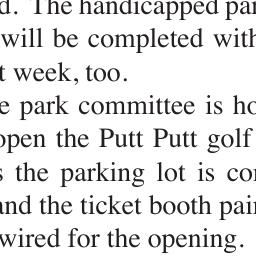 d. The handicapped par
will be completed with
t week, too.
e park committee is ho
open the Putt Putt golf
s the parking lot is co
and the ticket booth pai
wired for the opening.